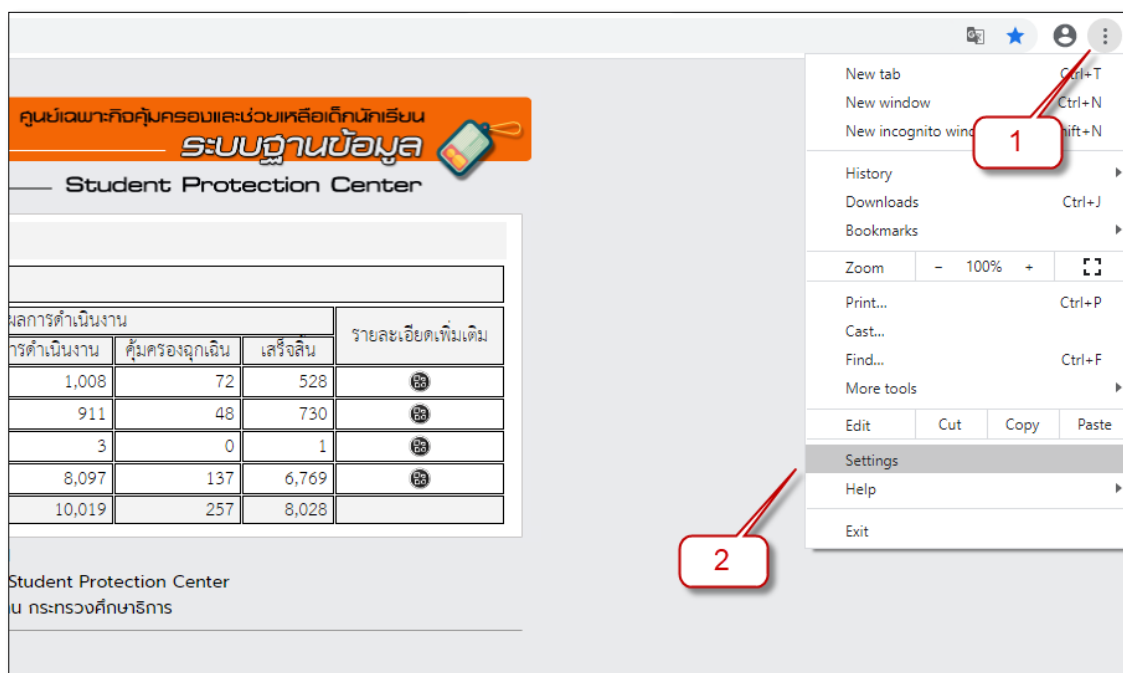 New tab Ctrl+T
New window Ctrl+N
New incognito
1
History
Downloads Ctrl+J
Bookmarks
Zoom - 100% +
Print... Ctrl+P
Cast...
Find... Ctrl+F
More tools
Edit Cut Copy Paste
Settings
Help
Exit
2
ศูนย์เฉพาะกิจคุ้มครองและช่วยเหลือเด็กนักเรียน
ระบบฐานข้อมูล
Student Protection Center
ผลการดำเนินงาน รายละเอียดเพิ่มเติม
การดำเนินงาน คุ้มครองฉุกเฉิน เสร็จสิ้น
1,008 72 528
911 48 730
3 0 1
8,097 137 6,769
10,019 257 8,028
Student Protection Center
กระทรวงศึกษาธิการ